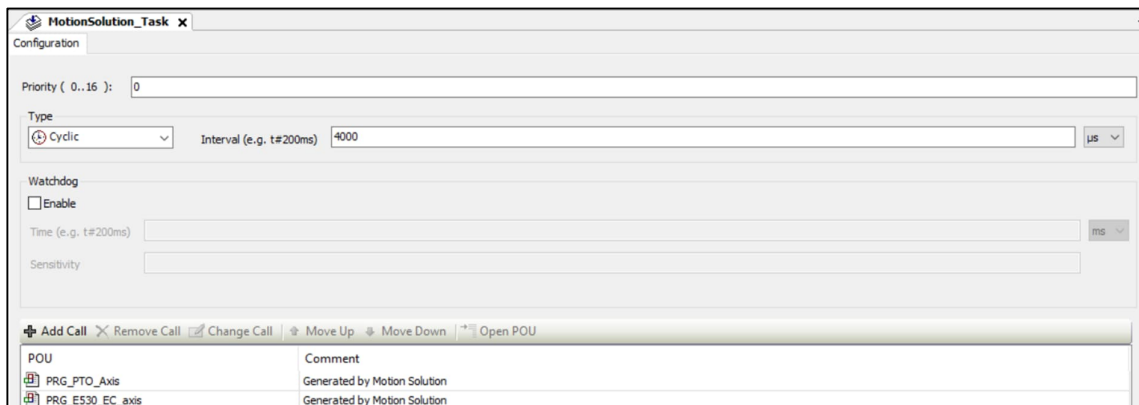 MotionSolution_Task
Configuration
Priority ( 0..16 ): 0
Type
Cyclic Interval (e.g. t#200ms) 4000 µs
Watchdog
Enable
Time (e.g. t#200ms) ms
Sensitivity
Add Call Remove Call Change Call Move Up Move Down Open POU
POU Comment
PRG_PTO_Axis Generated by Motion Solution
PRG_E530_EC_axis Generated by Motion Solution